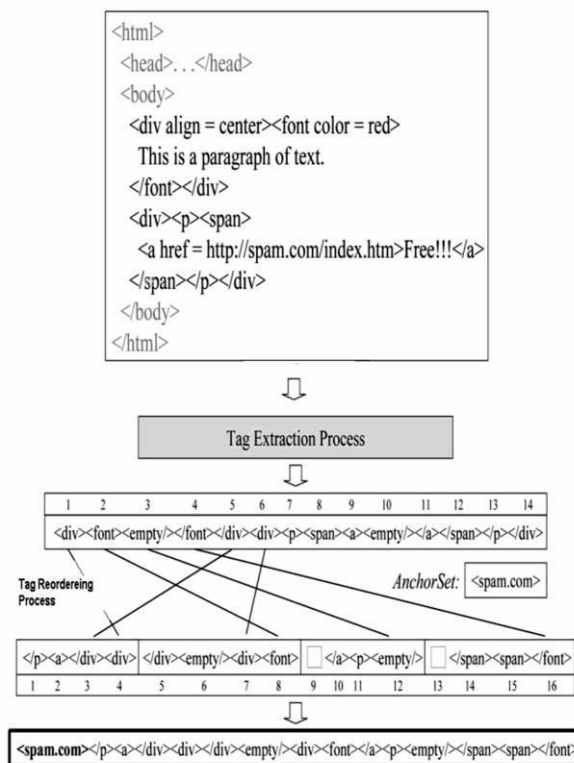 <html>
<head>. . .</head>
<body>
<div align = center><font color = red>
This is a paragraph of text.
</font></div>
<div><p><span>
<a href = http://spam.com/index.htm>Free!!!</a>
</span></p></div>
</body>
</html>
Tag Extraction Process
1 2 3 4 5 6 7 8 9 10 11 12 13 14
<div><font><empty/></font></div><div><p><span><a><empty/></a></span></p></div>
Tag Reordereing
Process
AnchorSet: <spam.com>
</p><a></div><div> </div><empty/><div><font> </a><p><empty/> </span><span></font>
1 2 3 4 5 6 7 8 9 10 11 12 13 14 15 16
<spam.com></p><a></div><div></div><empty/><div><font></a><p><empty/></span><span></font>